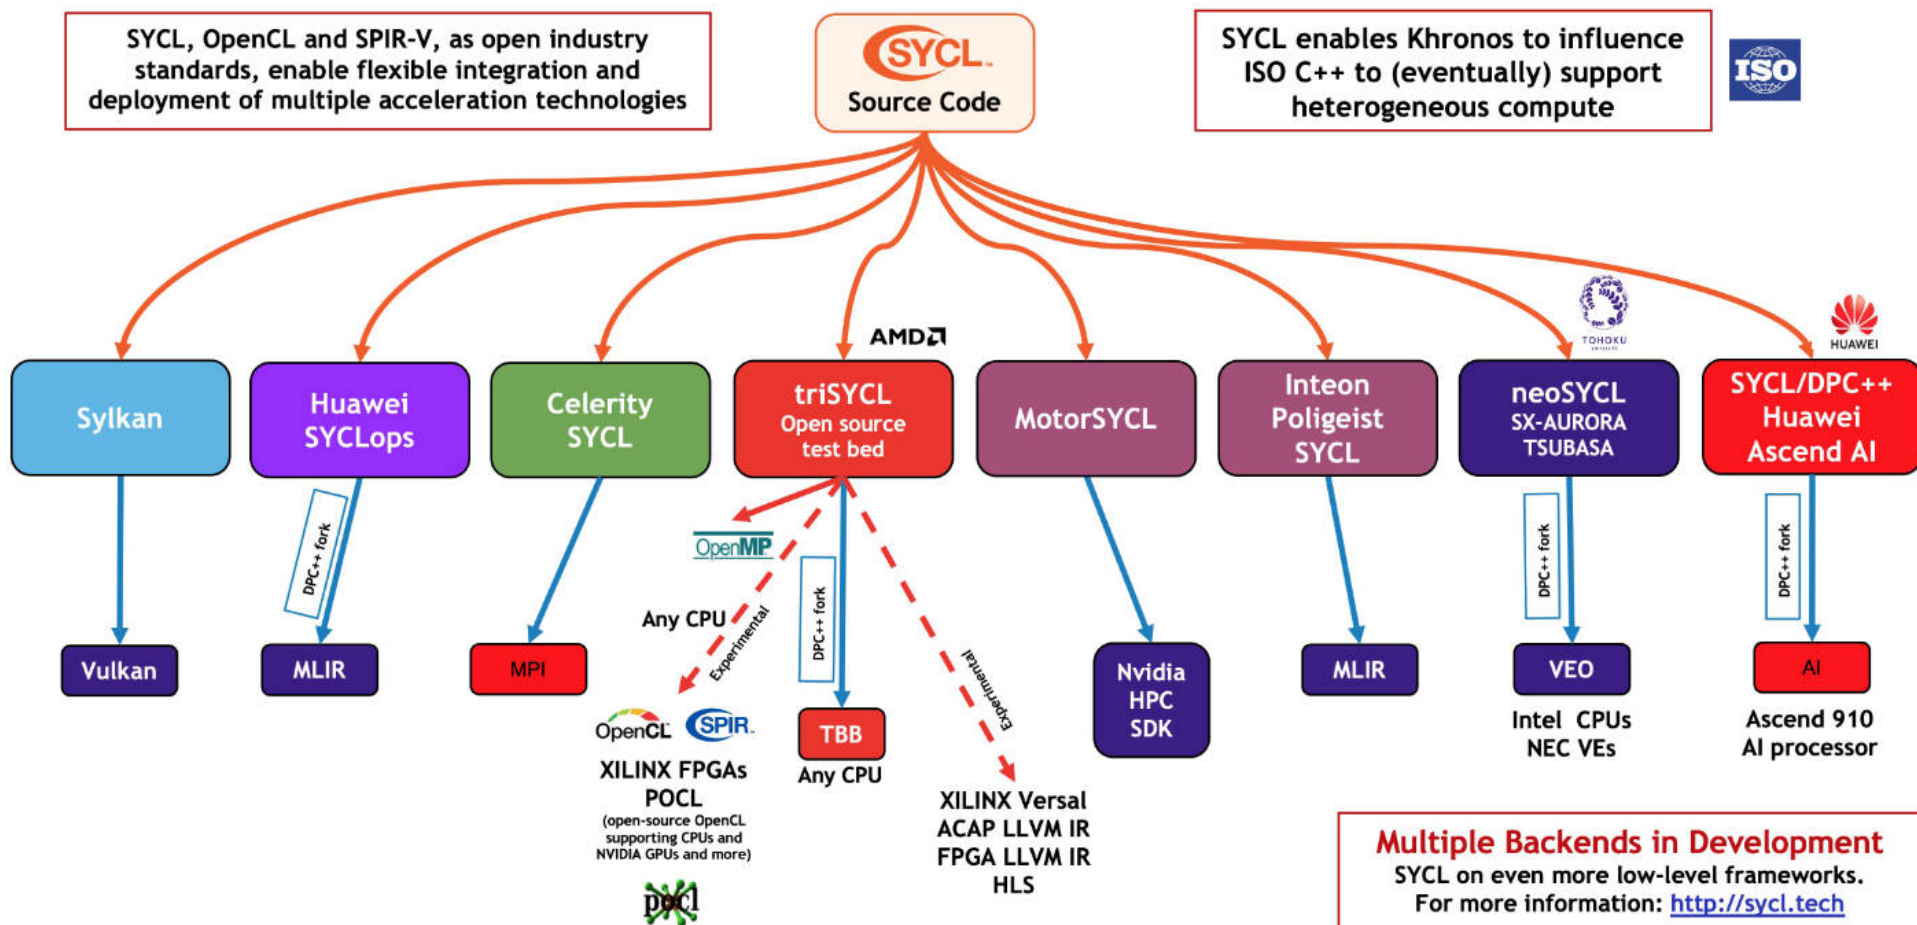 SYCL, OpenCL and SPIR-V, as open industry
standards, enable flexible integration and
deployment of multiple acceleration technologies
SYCL™
Source Code
SYCL enables Khronos to influence
ISO C++ to (eventually) support
heterogeneous compute
ISO
AMD
TOHOKU
UNIVERSITY
HUAWEI
Sylkan
Huawei
SYCLops
Celerity
SYCL
triSYCL
Open source
test bed
MotorSYCL
Inteon
Poligeist
SYCL
neoSYCL
SX-AURORA
TSUBASA
SYCL/DPC++
Huawei
Ascend AI
DPC++ fork
OpenMP
Any CPU
Experimental
DPC++ fork
Experimental
DPC++ fork
DPC++ fork
Vulkan
MLIR
MPI
OpenCL
SPIR™
XILINX FPGAs
POCL
(open-source OpenCL
supporting CPUs and
NVIDIA GPUs and more)
pocl
TBB
Any CPU
XILINX Versal
ACAP LLVM IR
FPGA LLVM IR
HLS
Nvidia
HPC
SDK
MLIR
VEO
Intel CPUs
NEC VEs
AI
Ascend 910
AI processor
Multiple Backends in Development
SYCL on even more low-level frameworks.
For more information: http://sycl.tech